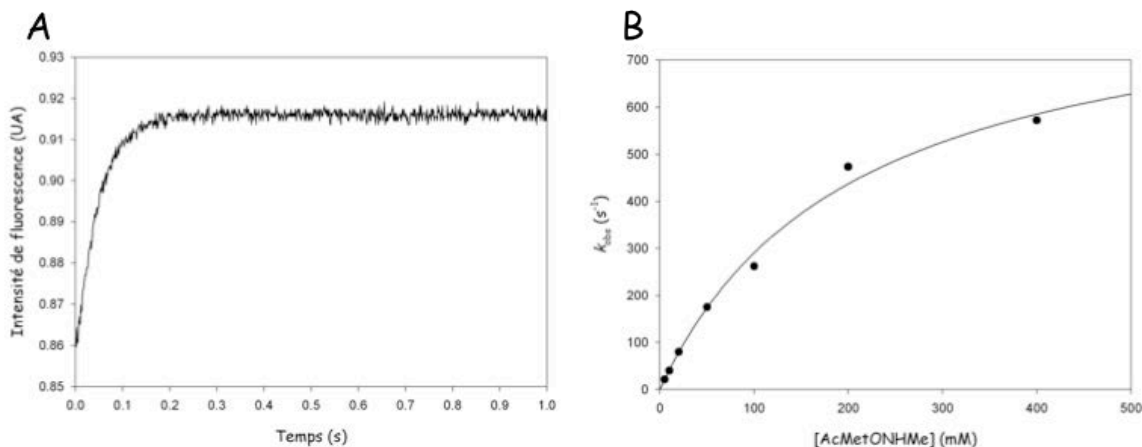 A
Intensité de fluorescence (UA)
0.93
0.92
0.91
0.90
0.89
0.88
0.87
0.86
0.85
0.0 0.1 0.2 0.3 0.4 0.5 0.6 0.7 0.8 0.9 1.0
Temps (s)
B
kobs (s-1)
700
600
500
400
300
200
100
0
0 100 200 300 400 500
[AcMetONHMe] (mM)